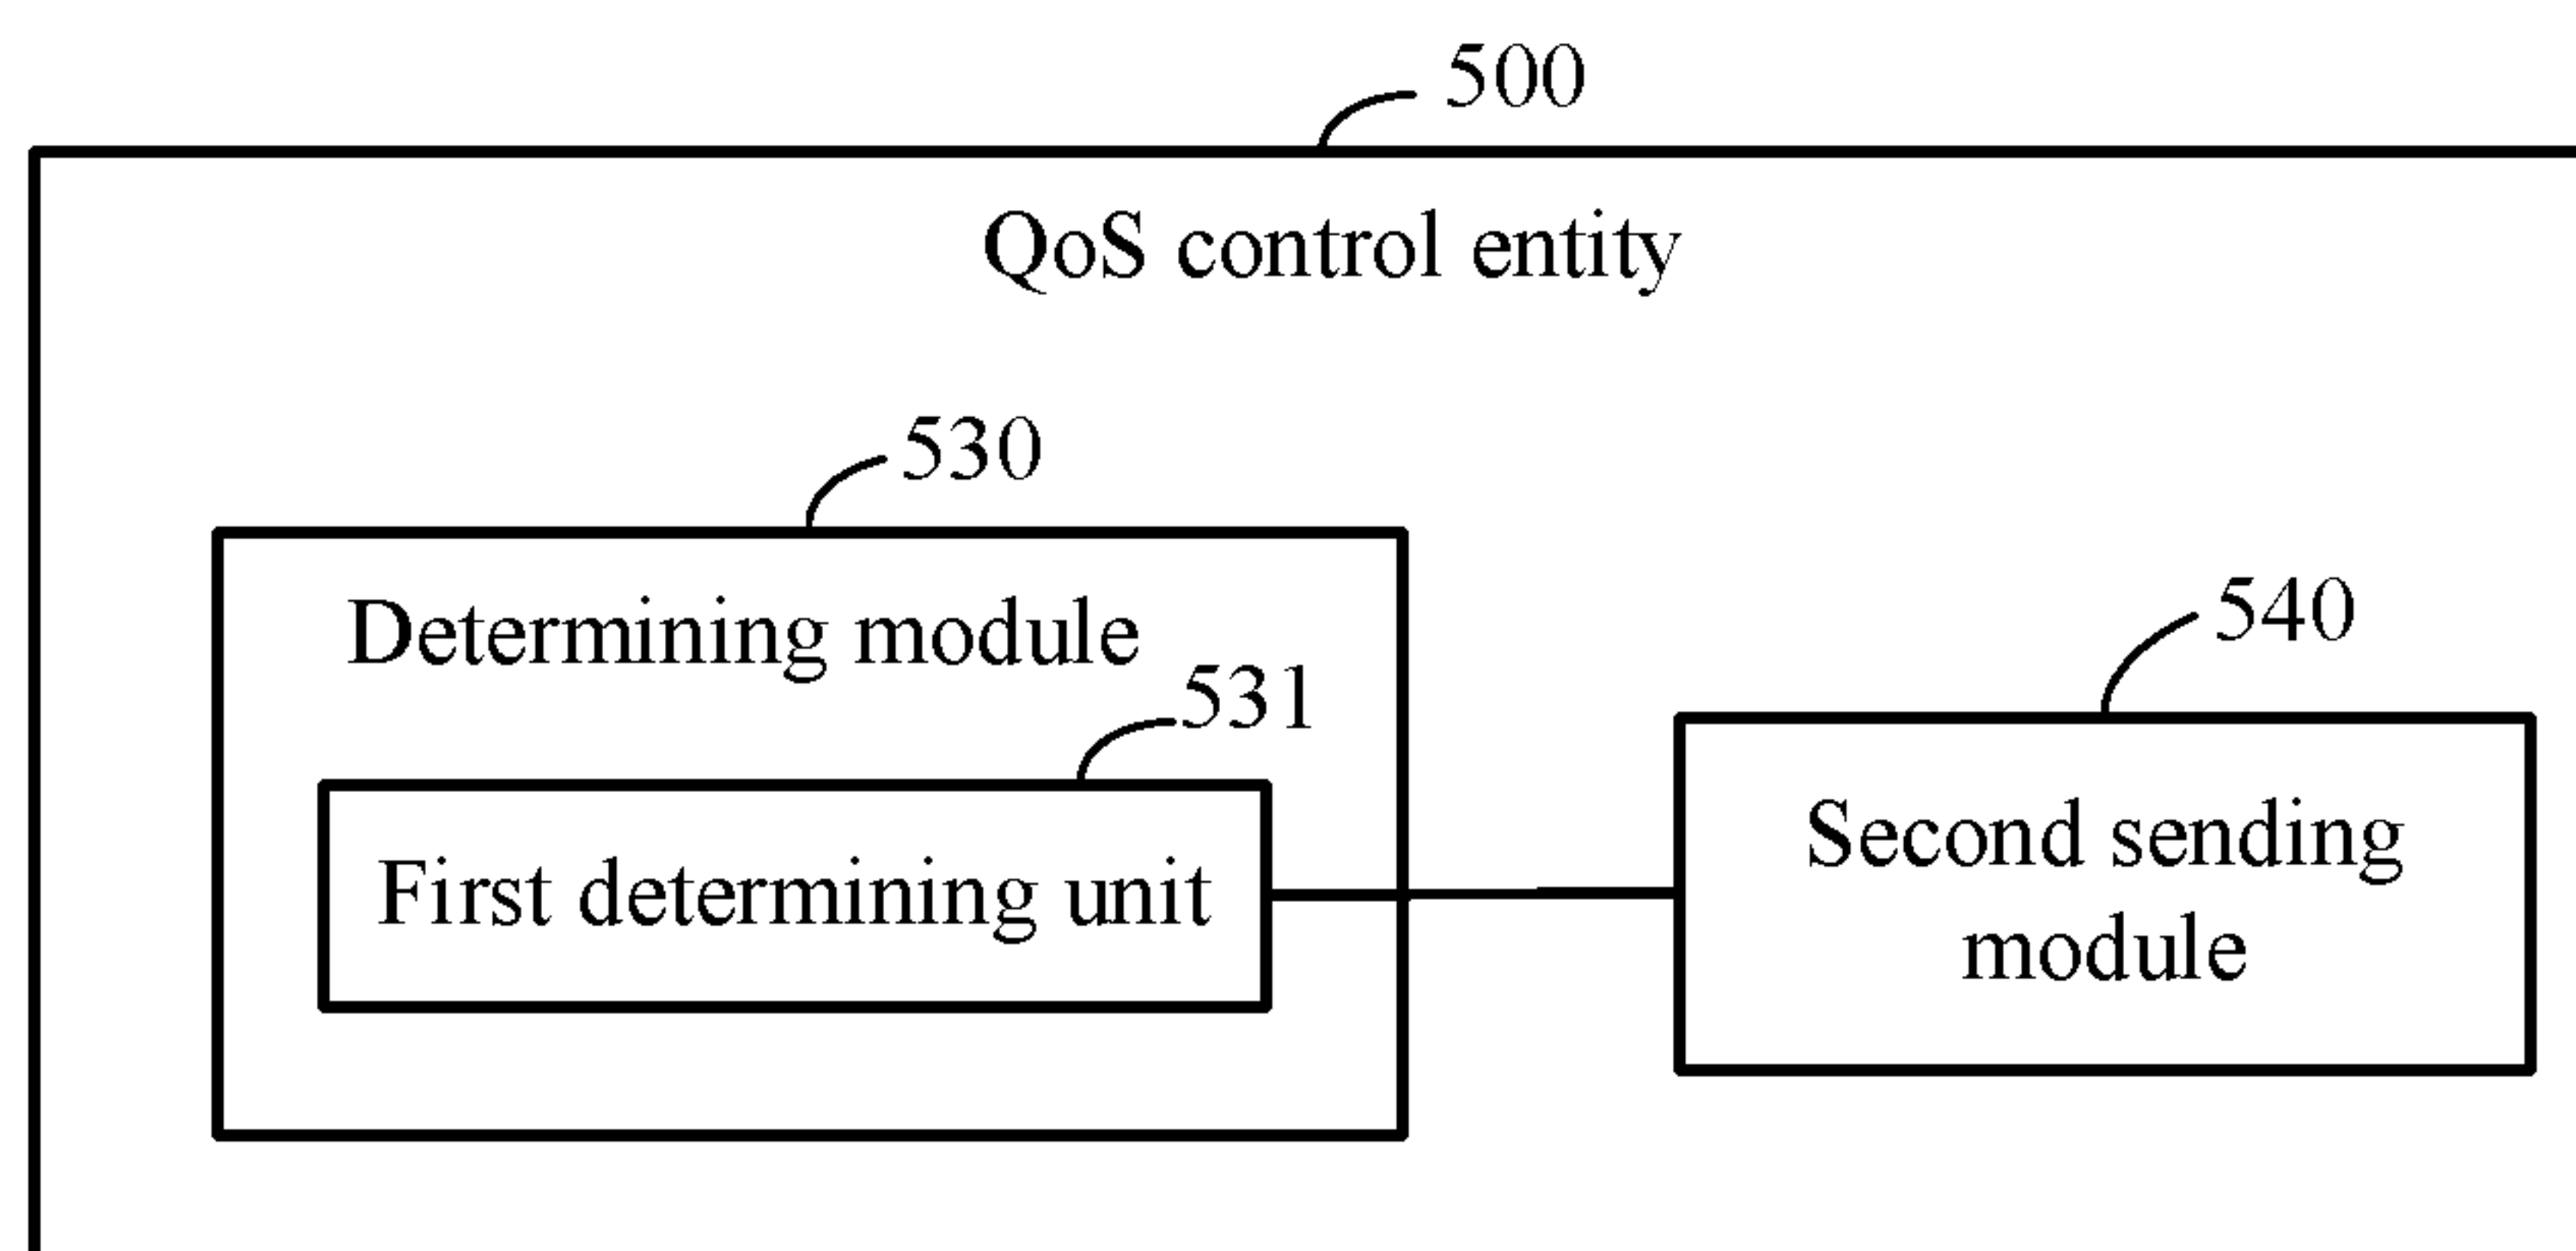 500
QoS control entity
530
Determining module
531
First determining unit
540
Second sending
module